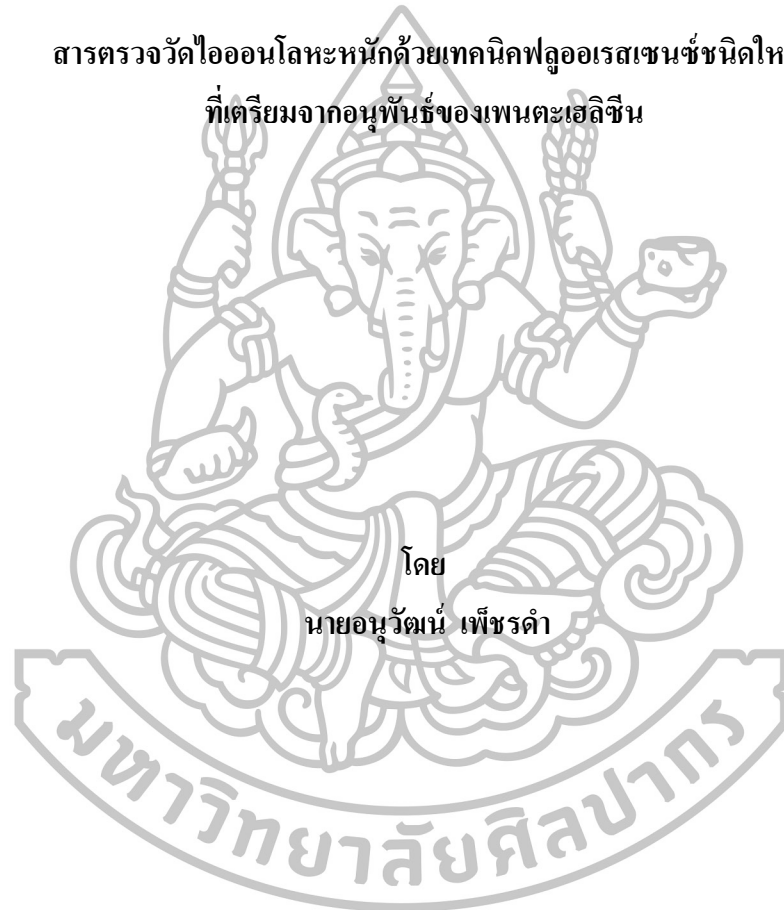 สารตรวจวัดไอออนโลหะหนักด้วยเทคนิคฟลูออเรสเซนซ์ชนิดให
ที่เตรียมจากอนุพันธ์ของเพนตะเฮลิซีน
โดย
นายอนุวัฒน์ เพ็ชรดำ
มหาวิทยาลัยศิลปากร